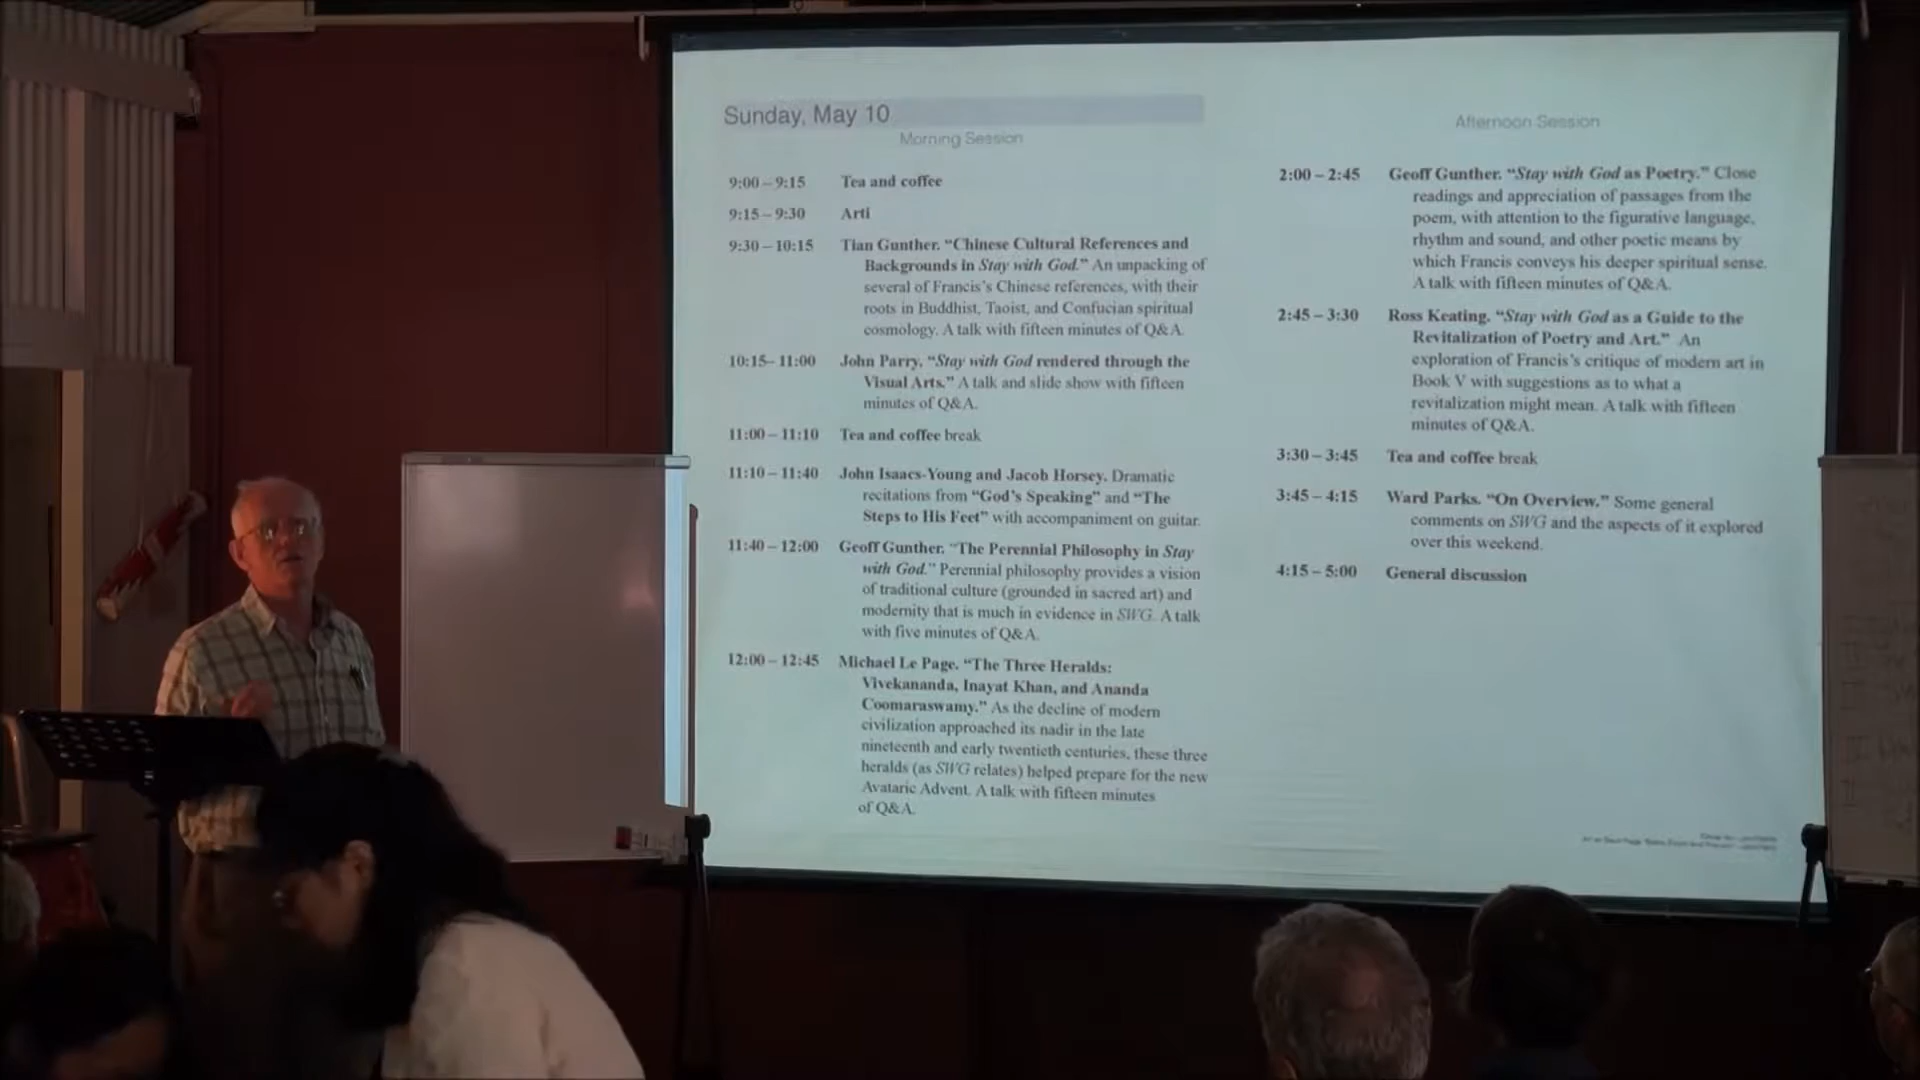 Sunday, May 10
Morning Session
9:00 – 9:15 Tea and coffee
9:15 – 9:30 Arti
9:30 – 10:15 Tian Gunther. “Chinese Cultural References and
Backgrounds in Stay with God.” An unpacking of
several of Francis’s Chinese references, with their
roots in Buddhist, Taoist, and Confucian spiritual
cosmology. A talk with fifteen minutes of Q&A.
10:15– 11:00 John Parry. “Stay with God rendered through the
Visual Arts.” A talk and slide show with fifteen
minutes of Q&A.
11:00 – 11:10 Tea and coffee break
11:10 – 11:40 John Isaacs-Young and Jacob Horsey. Dramatic
recitations from “God’s Speaking” and “The
Steps to His Feet” with accompaniment on guitar.
11:40 – 12:00 Geoff Gunther. “The Perennial Philosophy in Stay
with God.” Perennial philosophy provides a vision
of traditional culture (grounded in sacred art) and
modernity that is much in evidence in SWG. A talk
with five minutes of Q&A.
12:00 – 12:45 Michael Le Page. “The Three Heralds:
Vivekananda, Inayat Khan, and Ananda
Coomaraswamy.” As the decline of modern
civilization approached its nadir in the late
nineteenth and early twentieth centuries, these three
heralds (as SWG relates) helped prepare for the new
Avataric Advent. A talk with fifteen minutes
of Q&A.
Afternoon Session
2:00 – 2:45 Geoff Gunther. “Stay with God as Poetry.” Close
readings and appreciation of passages from the
poem, with attention to the figurative language,
rhythm and sound, and other poetic means by
which Francis conveys his deeper spiritual sense.
A talk with fifteen minutes of Q&A.
2:45 – 3:30 Ross Keating. “Stay with God as a Guide to the
Revitalization of Poetry and Art.” An
exploration of Francis’s critique of modern art in
Book V with suggestions as to what a
revitalization might mean. A talk with fifteen
minutes of Q&A.
3:30 – 3:45 Tea and coffee break
3:45 – 4:15 Ward Parks. “On Overview.” Some general
comments on SWG and the aspects of it explored
over this weekend.
4:15 – 5:00 General discussion